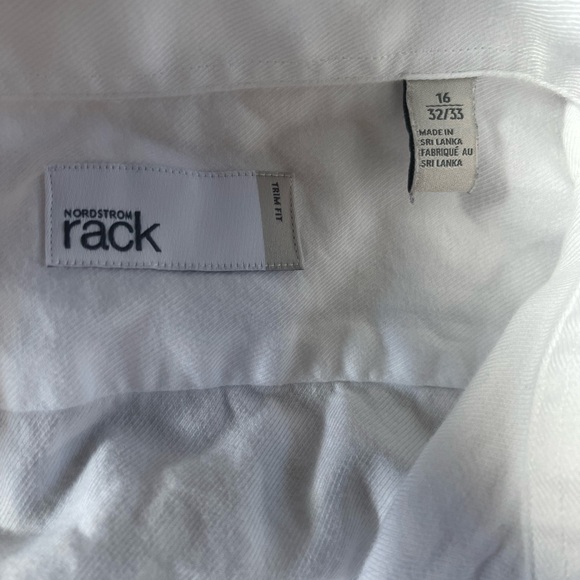 16
32/33
MADE IN
SRI LANKA
FABRIQUÉ AU
SRI LANKA
NORDSTROM
rack
TRIM FIT